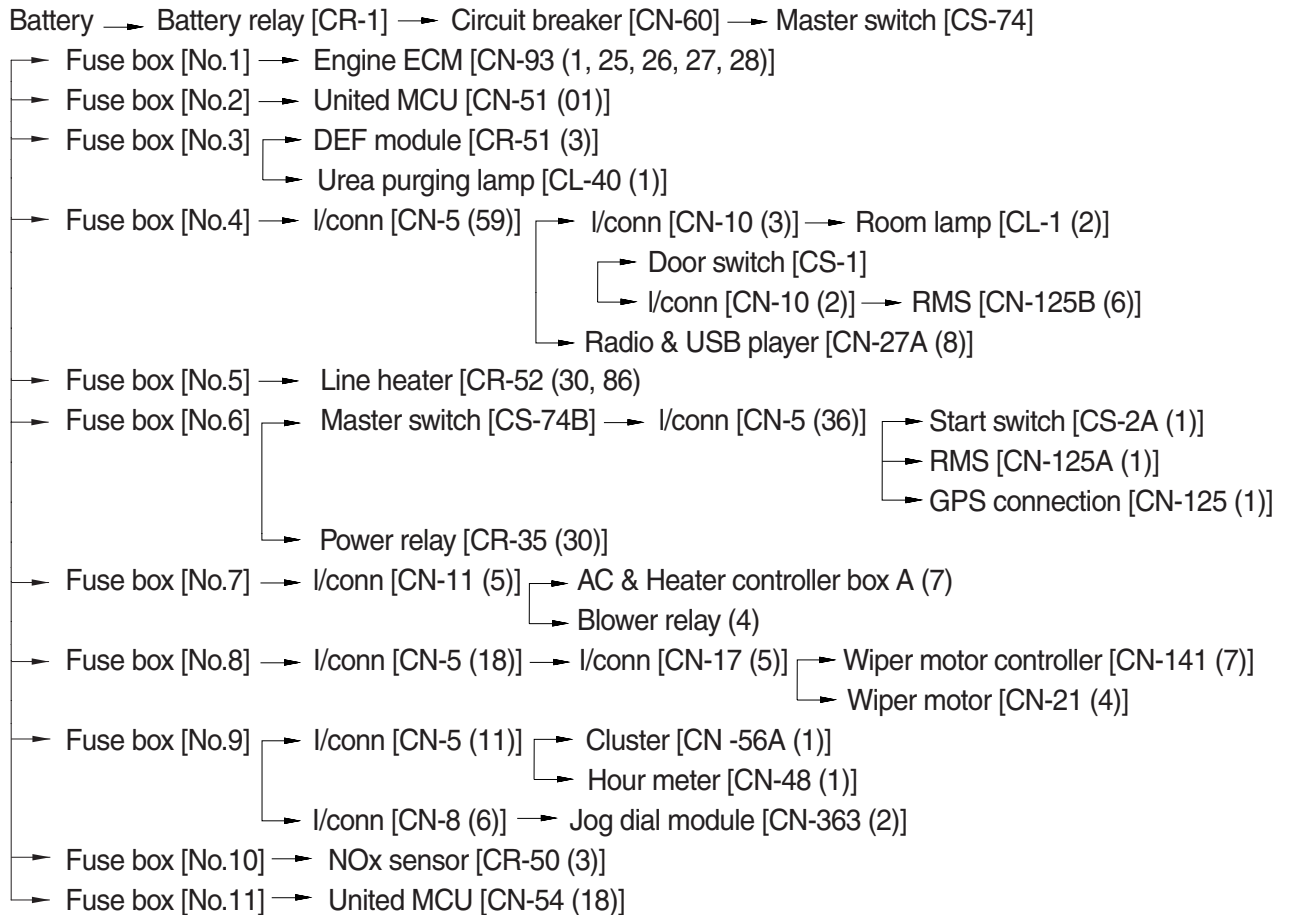 Battery → Battery relay [CR-1] → Circuit breaker [CN-60] → Master switch [CS-74]
→ Fuse box [No.1] → Engine ECM [CN-93 (1, 25, 26, 27, 28)]
→ Fuse box [No.2] → United MCU [CN-51 (01)]
→ Fuse box [No.3] → DEF module [CR-51 (3)]
→ Urea purging lamp [CL-40 (1)]
→ Fuse box [No.4] → I/conn [CN-5 (59)] → I/conn [CN-10 (3)] → Room lamp [CL-1 (2)]
→ Door switch [CS-1]
→ I/conn [CN-10 (2)] → RMS [CN-125B (6)]
→ Radio & USB player [CN-27A (8)]
→ Fuse box [No.5] → Line heater [CR-52 (30, 86)
→ Fuse box [No.6] → Master switch [CS-74B] → I/conn [CN-5 (36)] → Start switch [CS-2A (1)]
→ RMS [CN-125A (1)]
→ GPS connection [CN-125 (1)]
→ Power relay [CR-35 (30)]
→ Fuse box [No.7] → I/conn [CN-11 (5)] → AC & Heater controller box A (7)
→ Blower relay (4)
→ Fuse box [No.8] → I/conn [CN-5 (18)] → I/conn [CN-17 (5)] → Wiper motor controller [CN-141 (7)]
→ Wiper motor [CN-21 (4)]
→ Fuse box [No.9] → I/conn [CN-5 (11)] → Cluster [CN -56A (1)]
→ Hour meter [CN-48 (1)]
→ I/conn [CN-8 (6)] → Jog dial module [CN-363 (2)]
→ Fuse box [No.10] → NOx sensor [CR-50 (3)]
→ Fuse box [No.11] → United MCU [CN-54 (18)]